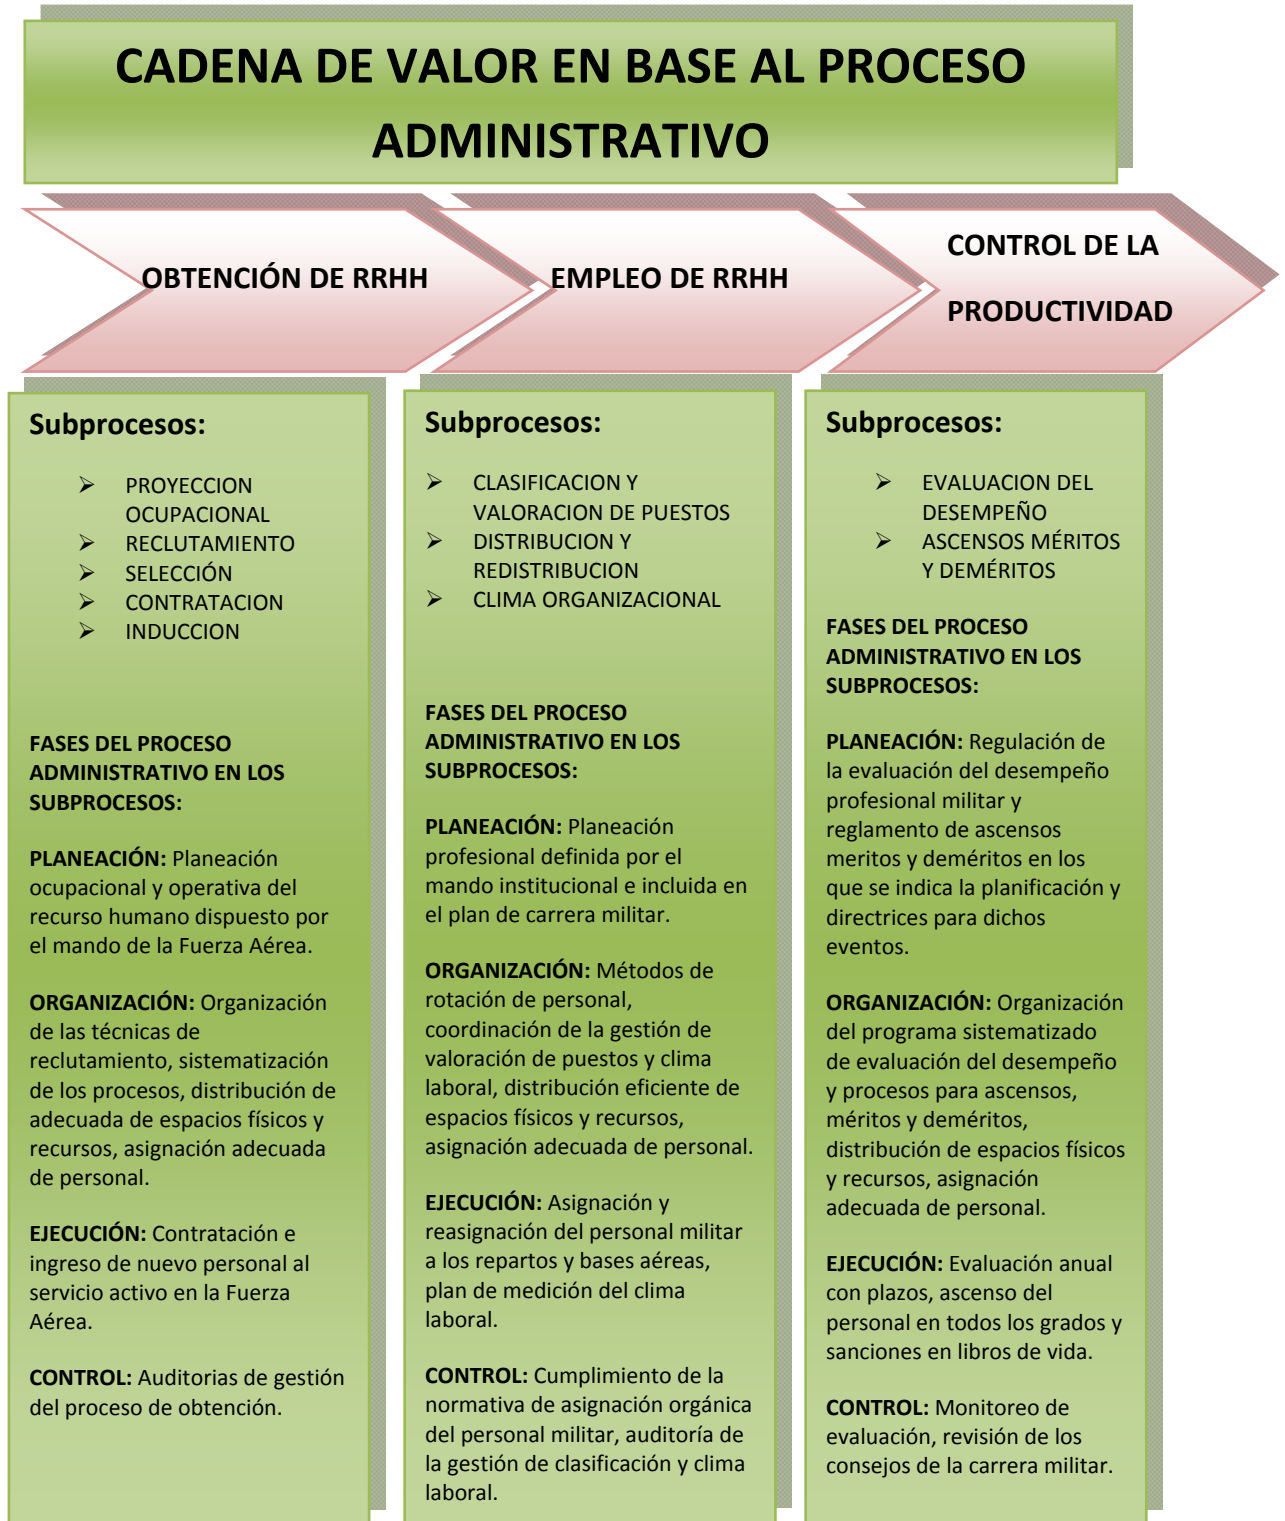 CADENA DE VALOR EN BASE AL PROCESO
ADMINISTRATIVO
OBTENCIÓN DE RRHH
EMPLEO DE RRHH
CONTROL DE LA
PRODUCTIVIDAD
Subprocesos:
➢ PROYECCION
OCUPACIONAL
➢ RECLUTAMIENTO
➢ SELECCIÓN
➢ CONTRATACION
➢ INDUCCION
FASES DEL PROCESO
ADMINISTRATIVO EN LOS
SUBPROCESOS:
PLANEACIÓN: Planeación
ocupacional y operativa del
recurso humano dispuesto por
el mando de la Fuerza Aérea.
ORGANIZACIÓN: Organización
de las técnicas de
reclutamiento, sistematización
de los procesos, distribución de
adecuada de espacios físicos y
recursos, asignación adecuada
de personal.
EJECUCIÓN: Contratación e
ingreso de nuevo personal al
servicio activo en la Fuerza
Aérea.
CONTROL: Auditorias de gestión
del proceso de obtención.
Subprocesos:
➢ CLASIFICACION Y
VALORACION DE PUESTOS
➢ DISTRIBUCION Y
REDISTRIBUCION
➢ CLIMA ORGANIZACIONAL
FASES DEL PROCESO
ADMINISTRATIVO EN LOS
SUBPROCESOS:
PLANEACIÓN: Planeación
profesional definida por el
mando institucional e incluida en
el plan de carrera militar.
ORGANIZACIÓN: Métodos de
rotación de personal,
coordinación de la gestión de
valoración de puestos y clima
laboral, distribución eficiente de
espacios físicos y recursos,
asignación adecuada de personal.
EJECUCIÓN: Asignación y
reasignación del personal militar
a los repartos y bases aéreas,
plan de medición del clima
laboral.
CONTROL: Cumplimiento de la
normativa de asignación orgánica
del personal militar, auditoría de
la gestión de clasificación y clima
laboral.
Subprocesos:
➢ EVALUACION DEL
DESEMPEÑO
➢ ASCENSOS MÉRITOS
Y DEMÉRITOS
FASES DEL PROCESO
ADMINISTRATIVO EN LOS
SUBPROCESOS:
PLANEACIÓN: Regulación de
la evaluación del desempeño
profesional militar y
reglamento de ascensos
meritos y deméritos en los
que se indica la planificación y
directrices para dichos
eventos.
ORGANIZACIÓN: Organización
del programa sistematizado
de evaluación del desempeño
y procesos para ascensos,
méritos y deméritos,
distribución de espacios físicos
y recursos, asignación
adecuada de personal.
EJECUCIÓN: Evaluación anual
con plazos, ascenso del
personal en todos los grados y
sanciones en libros de vida.
CONTROL: Monitoreo de
evaluación, revisión de los
consejos de la carrera militar.